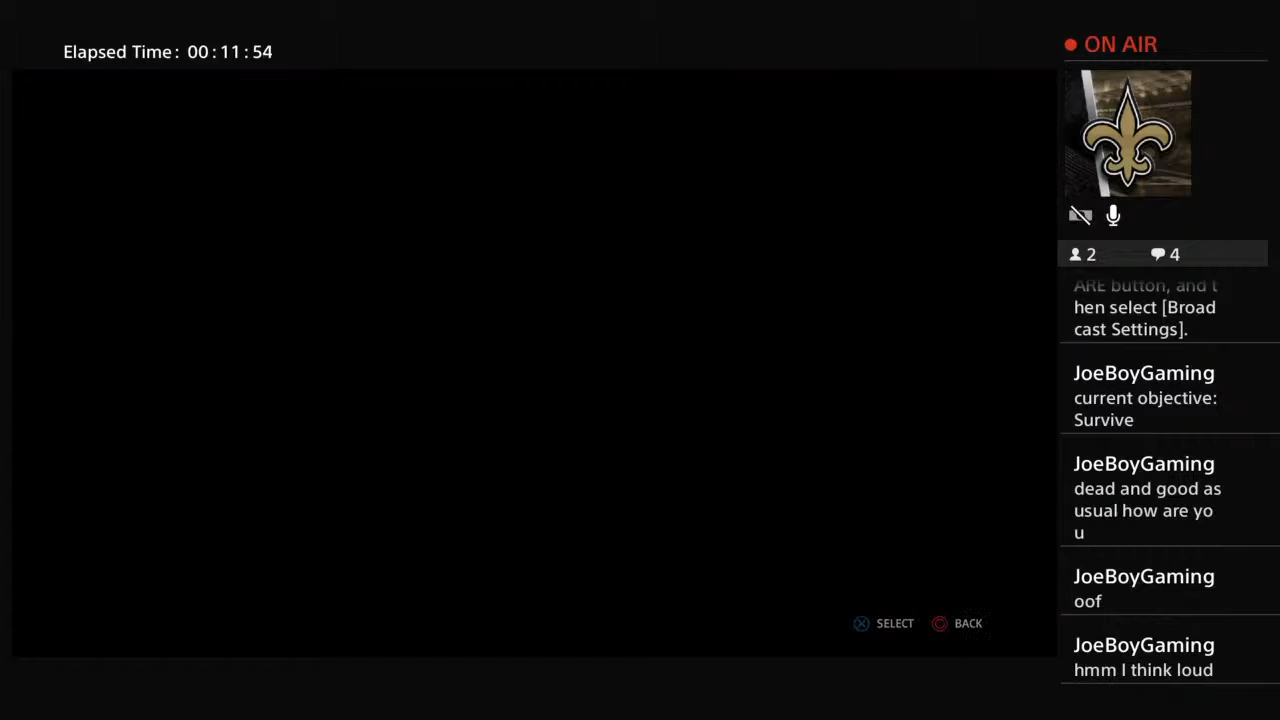 Elapsed Time: 00:11:54
ON AIR
2 4
ARE button, and t
hen select [Broad
cast Settings].
JoeBoyGaming
current objective:
Survive
JoeBoyGaming
dead and good as
usual how are yo
u
JoeBoyGaming
oof
JoeBoyGaming
hmm I think loud
SELECT BACK